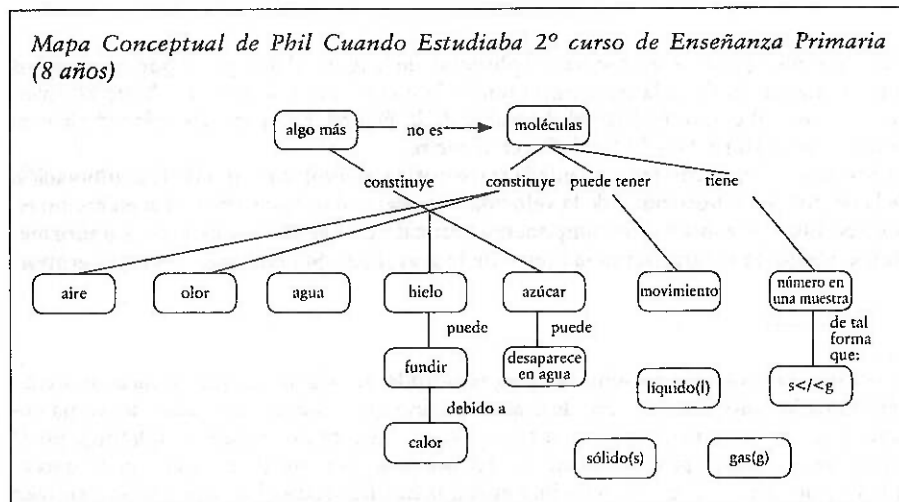 Mapa Conceptual de Phil Cuando Estudiaba 2º curso de Enseñanza Primaria
(8 años)
algo más
no es
moléculas
constituye
constituye
puede tener
tiene
aire
olor
agua
hielo
azúcar
movimiento
número en
una muestra
puede
puede
de tal
forma
que:
fundir
desaparece
en agua
líquido(l)
s</<g
debido a
calor
sólido(s)
gas(g)